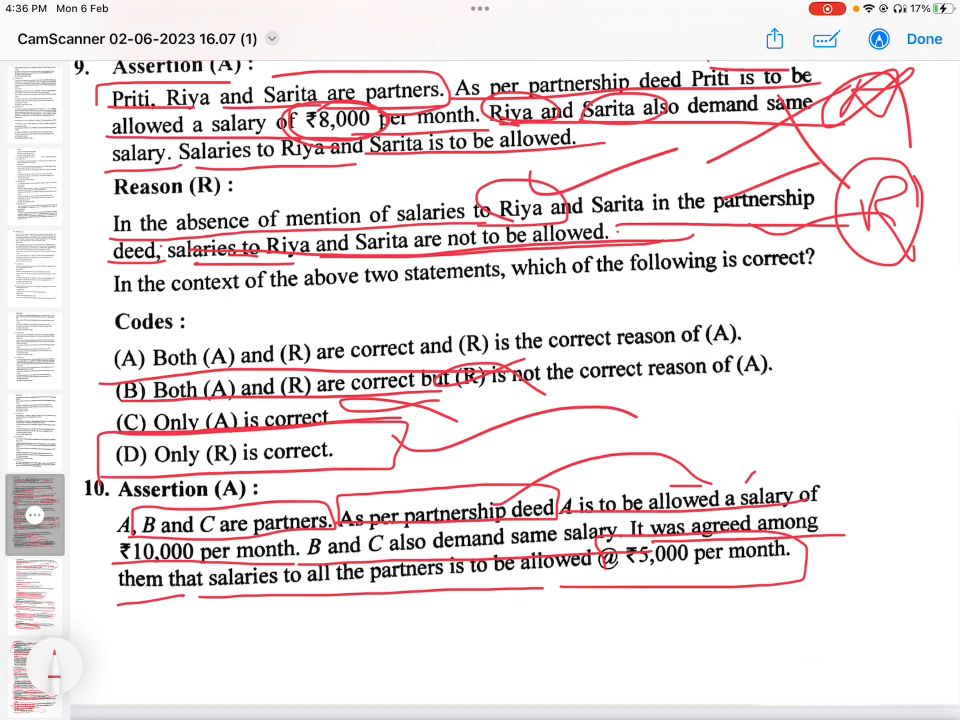 4:36 PM Mon 6 Feb
17%
CamScanner 02-06-2023 16.07 (1)
Done
9. Assertion (A) :
Priti, Riya and Sarita are partners. As per partnership deed Priti is to be
allowed a salary of ₹8,000 per month. Riya and Sarita also demand same
salary. Salaries to Riya and Sarita is to be allowed.
Reason (R) :
In the absence of mention of salaries to Riya and Sarita in the partnership
deed, salaries to Riya and Sarita are not to be allowed.
In the context of the above two statements, which of the following is correct?
Codes :
(A) Both (A) and (R) are correct and (R) is the correct reason of (A).
(B) Both (A) and (R) are correct but (R) is not the correct reason of (A).
(C) Only (A) is correct
(D) Only (R) is correct.
10. Assertion (A) :
A, B and C are partners. As per partnership deed A is to be allowed a salary of
₹10,000 per month. B and C also demand same salary. It was agreed among
them that salaries to all the partners is to be allowed @ ₹5,000 per month.